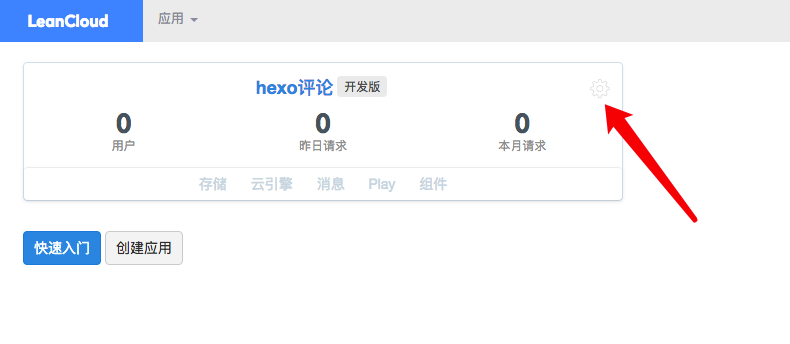 LeanCloud 应用
hexo评论 开发版
0 0 0
用户 昨日请求 本月请求
存储 云引擎 消息 Play 组件
快速入门 创建应用